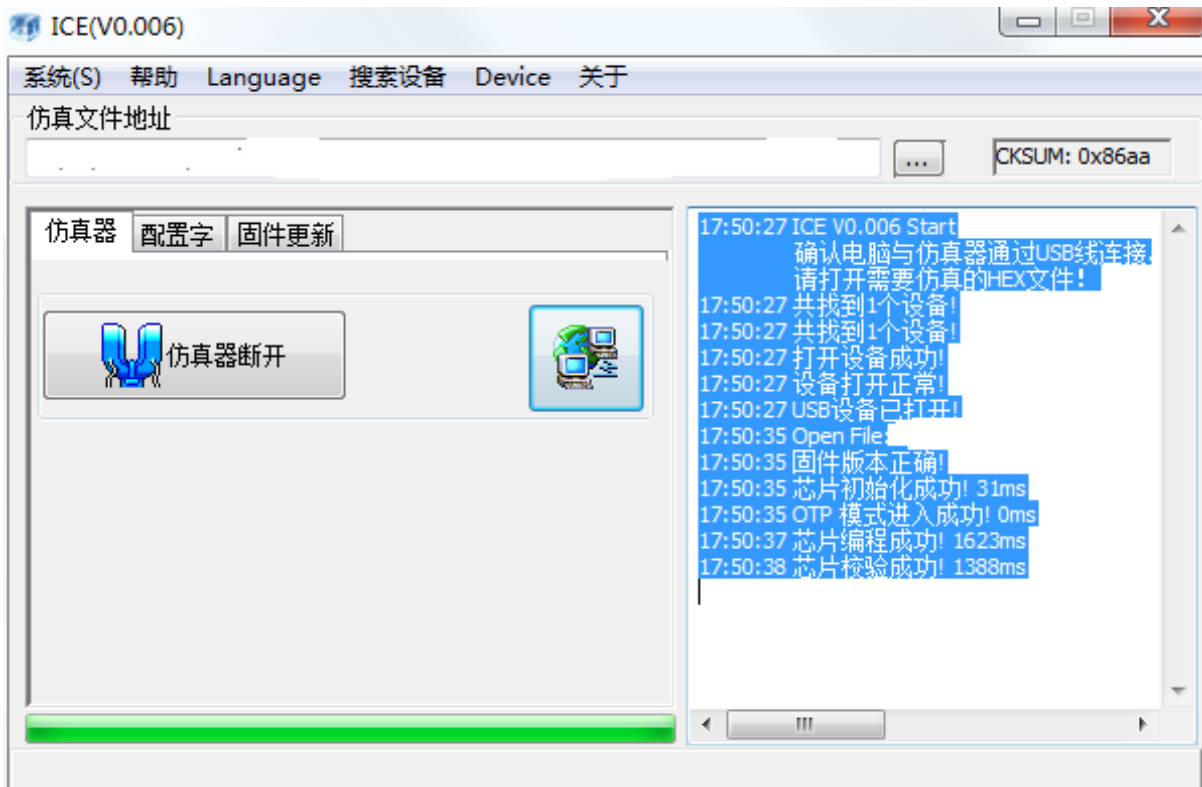 ICE(V0.006)
系统(S) 帮助 Language 搜索设备 Device 关于
仿真文件地址
... CKSUM: 0x86aa
仿真器 配置字 固件更新
仿真器断开
17:50:27 ICE V0.006 Start
确认电脑与仿真器通过USB线连接,
请打开需要仿真的HEX文件!
17:50:27 共找到1个设备!
17:50:27 共找到1个设备!
17:50:27 打开设备成功!
17:50:27 设备打开正常!
17:50:27 USB设备已打开!
17:50:35 Open File:
17:50:35 固件版本正确!
17:50:35 芯片初始化成功! 31ms
17:50:35 OTP 模式进入成功! 0ms
17:50:37 芯片编程成功! 1623ms
17:50:38 芯片校验成功! 1388ms